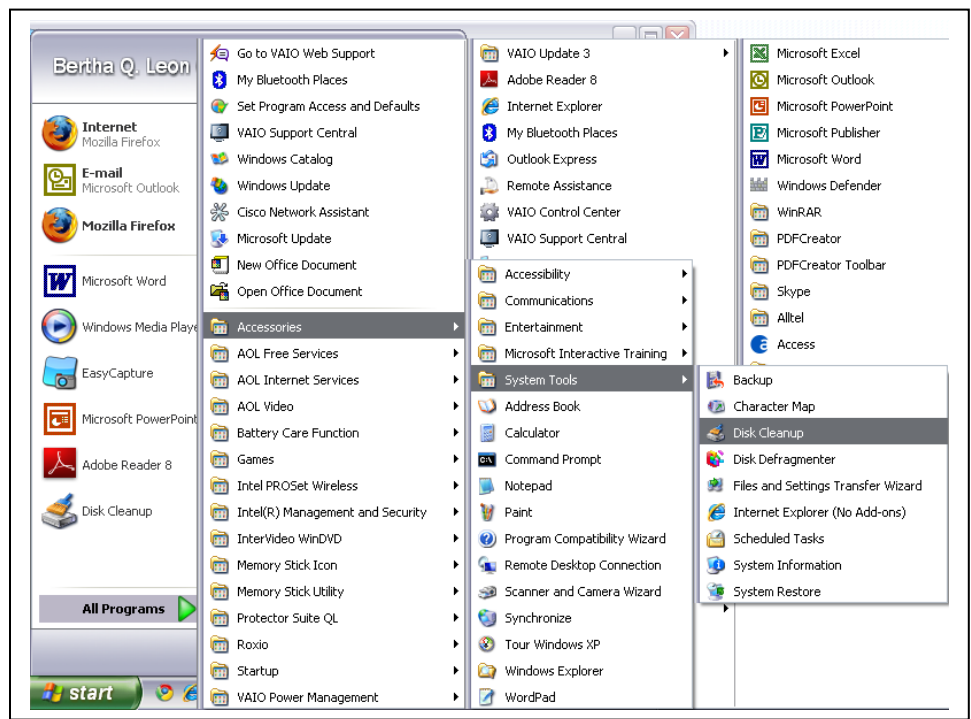 Bertha Q. Leon
Internet
Mozilla Firefox
E-mail
Microsoft Outlook
Mozilla Firefox
Microsoft Word
Windows Media Playe
EasyCapture
Microsoft PowerPoint
Adobe Reader 8
Disk Cleanup
All Programs
start
Go to VAIO Web Support
My Bluetooth Places
Set Program Access and Defaults
VAIO Support Central
Windows Catalog
Windows Update
Cisco Network Assistant
Microsoft Update
New Office Document
Open Office Document
Accessories
AOL Free Services
AOL Internet Services
AOL Video
Battery Care Function
Games
Intel PROSet Wireless
Intel(R) Management and Security
InterVideo WinDVD
Memory Stick Icon
Memory Stick Utility
Protector Suite QL
Roxio
Startup
VAIO Power Management
VAIO Update 3
Adobe Reader 8
Internet Explorer
My Bluetooth Places
Outlook Express
Remote Assistance
VAIO Control Center
VAIO Support Central
Accessibility
Communications
Entertainment
Microsoft Interactive Training
System Tools
Address Book
Calculator
Command Prompt
Notepad
Paint
Program Compatibility Wizard
Remote Desktop Connection
Scanner and Camera Wizard
Synchronize
Tour Windows XP
Windows Explorer
WordPad
Microsoft Excel
Microsoft Outlook
Microsoft PowerPoint
Microsoft Publisher
Microsoft Word
Windows Defender
WinRAR
PDFCreator
PDFCreator Toolbar
Skype
Alltel
Access
Backup
Character Map
Disk Cleanup
Disk Defragmenter
Files and Settings Transfer Wizard
Internet Explorer (No Add-ons)
Scheduled Tasks
System Information
System Restore